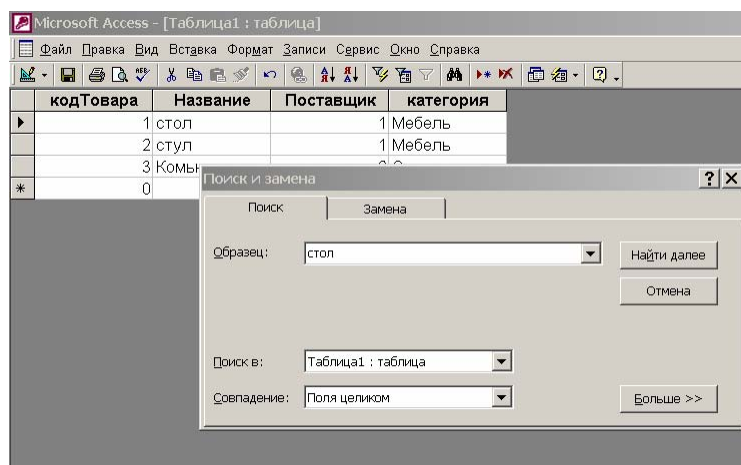 Microsoft Access - [Таблица1 : таблица]
Файл Правка Вид Вставка Формат Записи Сервис Окно Справка
кодТовара Название Поставщик категория
1 стол 1 Мебель
2 стул 1 Мебель
3
0
Поиск и замена
Поиск Замена
Образец: стол Найти далее
Отмена
Поиск в: Таблица1 : таблица
Совпадение: Поля целиком Больше >>